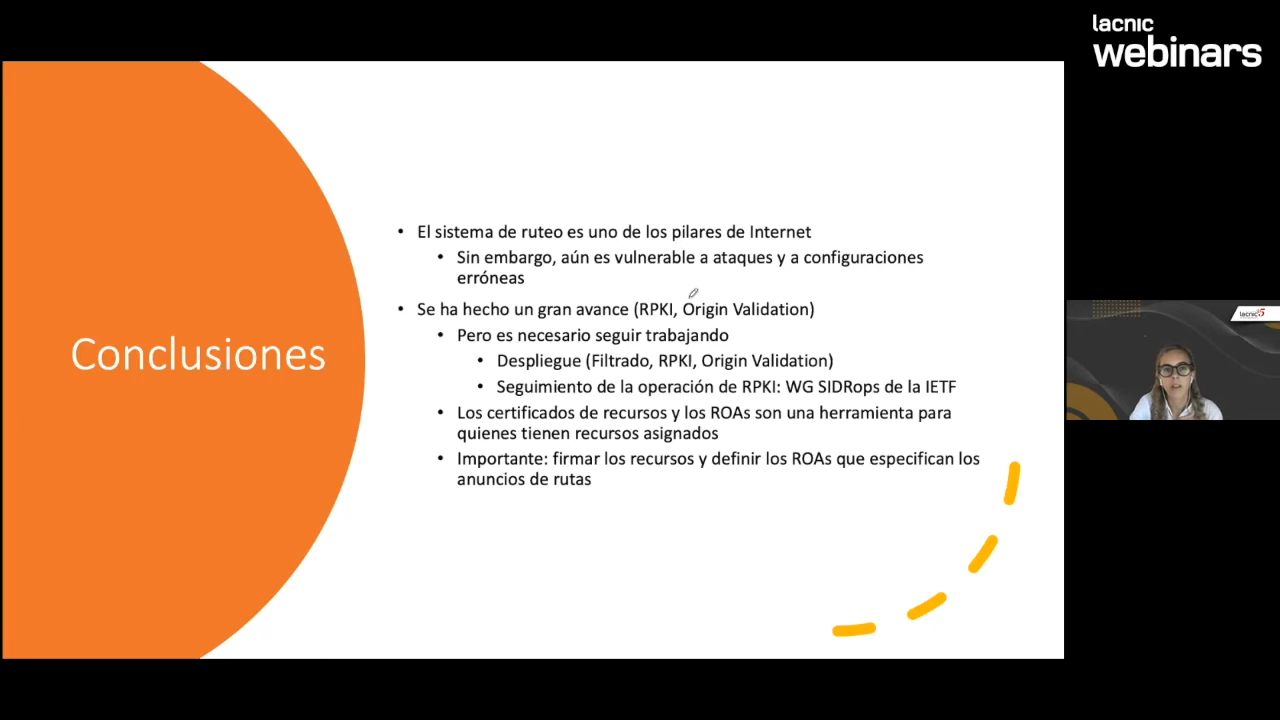 lacnic
webinars
Conclusiones
• El sistema de ruteo es uno de los pilares de Internet
• Sin embargo, aún es vulnerable a ataques y a configuraciones
erróneas
• Se ha hecho un gran avance (RPKI, Origin Validation)
• Pero es necesario seguir trabajando
• Despliegue (Filtrado, RPKI, Origin Validation)
• Seguimiento de la operación de RPKI: WG SIDRops de la IETF
• Los certificados de recursos y los ROAs son una herramienta para
quienes tienen recursos asignados
• Importante: firmar los recursos y definir los ROAs que especifican los
anuncios de rutas
lacnic